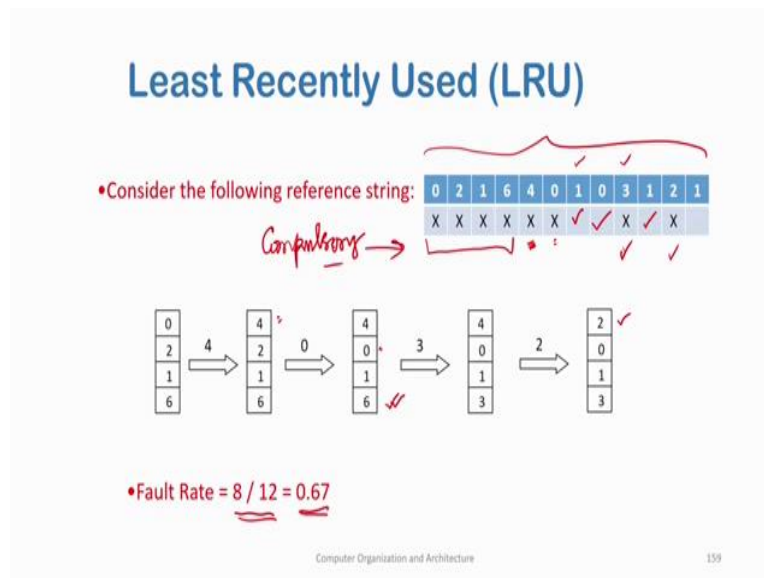 Least Recently Used (LRU)
•Consider the following reference string: 0 2 1 6 4 0 1 0 3 1 2 1
X X X X X X ✓ ✓ X ✓ X
Compulsory →
0 4 4 4 2
4 0 3 2
2 2 0 0 0
1 1 1 1 1
6 6 6 3 3
•Fault Rate = 8 / 12 = 0.67
Computer Organization and Architecture 159